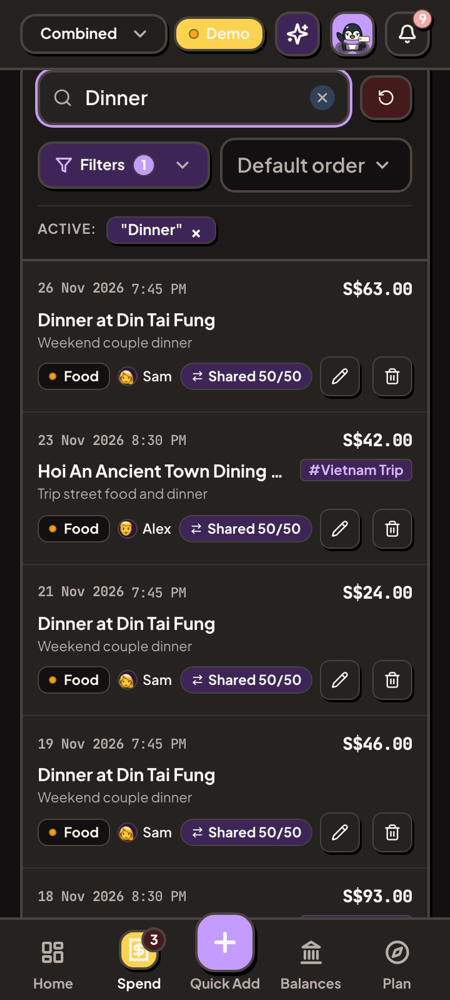 Combined
Demo
9
Dinner
Filters 1
Default order
ACTIVE: "Dinner" ×
26 Nov 2026 7:45 PM S$63.00
Dinner at Din Tai Fung
Weekend couple dinner
Food Sam Shared 50/50
23 Nov 2026 8:30 PM S$42.00
Hoi An Ancient Town Dining ... #Vietnam Trip
Trip street food and dinner
Food Alex Shared 50/50
21 Nov 2026 7:45 PM S$24.00
Dinner at Din Tai Fung
Weekend couple dinner
Food Sam Shared 50/50
19 Nov 2026 7:45 PM S$46.00
Dinner at Din Tai Fung
Weekend couple dinner
Food Sam Shared 50/50
18 Nov 2026 8:30 PM S$93.00
3
Home Spend Quick Add Balances Plan